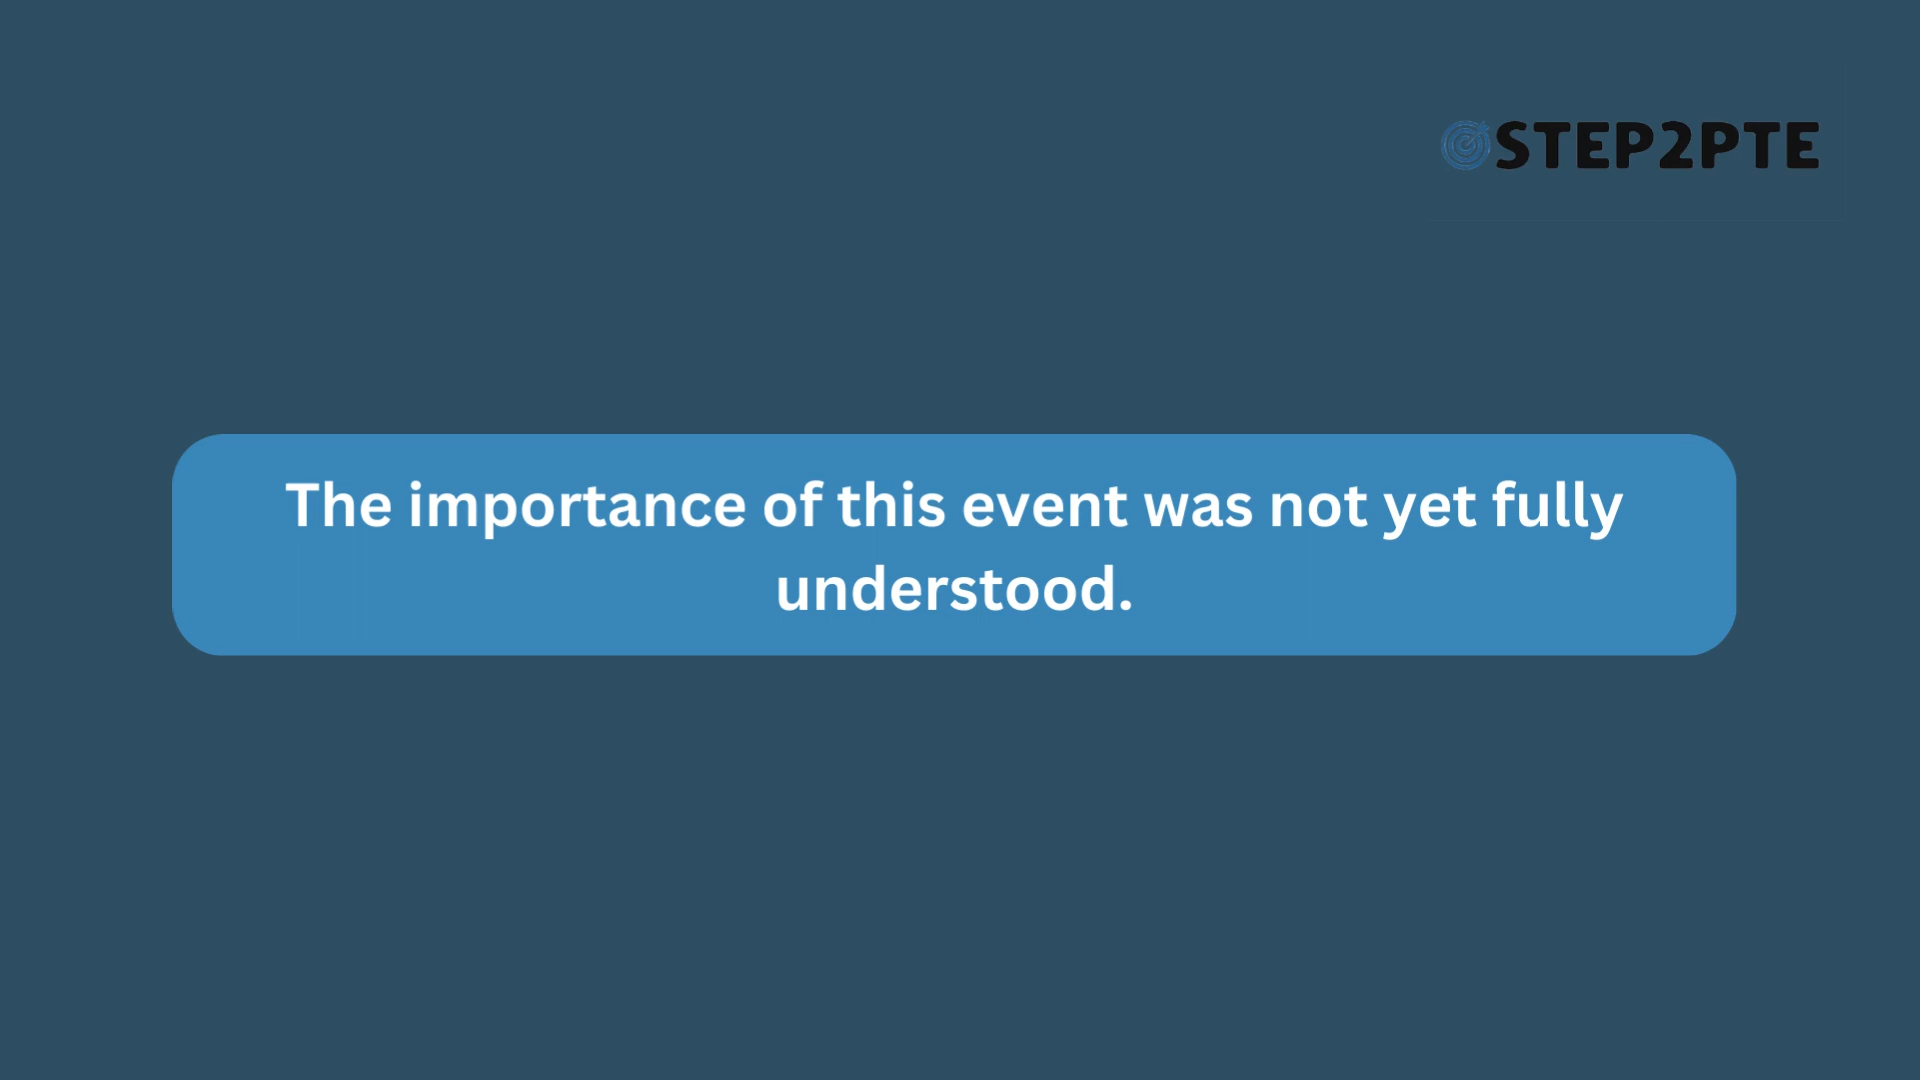 STEP2PTE
The importance of this event was not yet fully
understood.